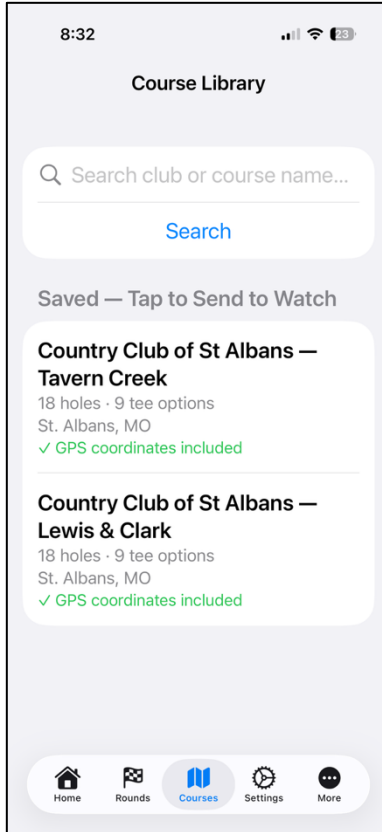 8:32
23
Course Library
Search club or course name...
Search
Saved — Tap to Send to Watch
Country Club of St Albans —
Tavern Creek
18 holes · 9 tee options
St. Albans, MO
✓ GPS coordinates included
Country Club of St Albans —
Lewis & Clark
18 holes · 9 tee options
St. Albans, MO
✓ GPS coordinates included
Home Rounds Courses Settings More